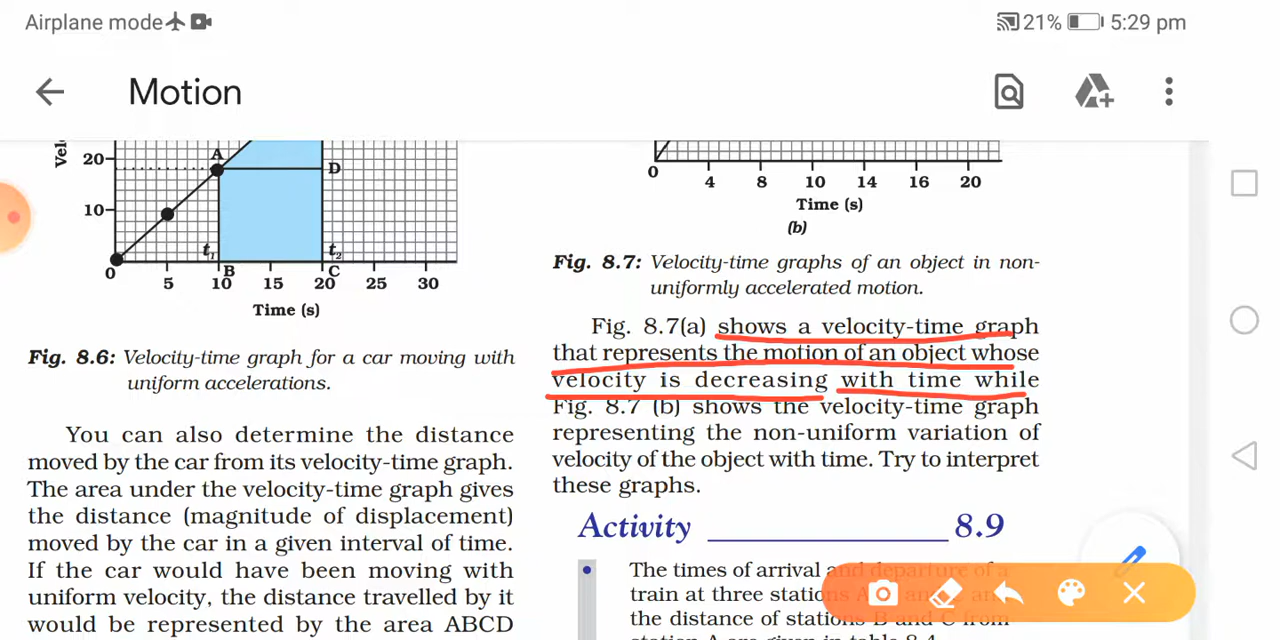 Airplane mode
21% 5:29 pm
Motion
20
A
D
10
t1
t2
0
B
C
5 10 15 20 25 30
Time (s)
Fig. 8.6: Velocity-time graph for a car moving with
uniform accelerations.
You can also determine the distance
moved by the car from its velocity-time graph.
The area under the velocity-time graph gives
the distance (magnitude of displacement)
moved by the car in a given interval of time.
If the car would have been moving with
uniform velocity, the distance travelled by it
would be represented by the area ABCD
0
4 8 10 14 16 20
Time (s)
(b)
Fig. 8.7: Velocity-time graphs of an object in non-
uniformly accelerated motion.
Fig. 8.7(a) shows a velocity-time graph
that represents the motion of an object whose
velocity is decreasing with time while
Fig. 8.7 (b) shows the velocity-time graph
representing the non-uniform variation of
velocity of the object with time. Try to interpret
these graphs.
Activity 8.9
The times of arrival and departure of a
train at three stations
the distance of stations B and C from